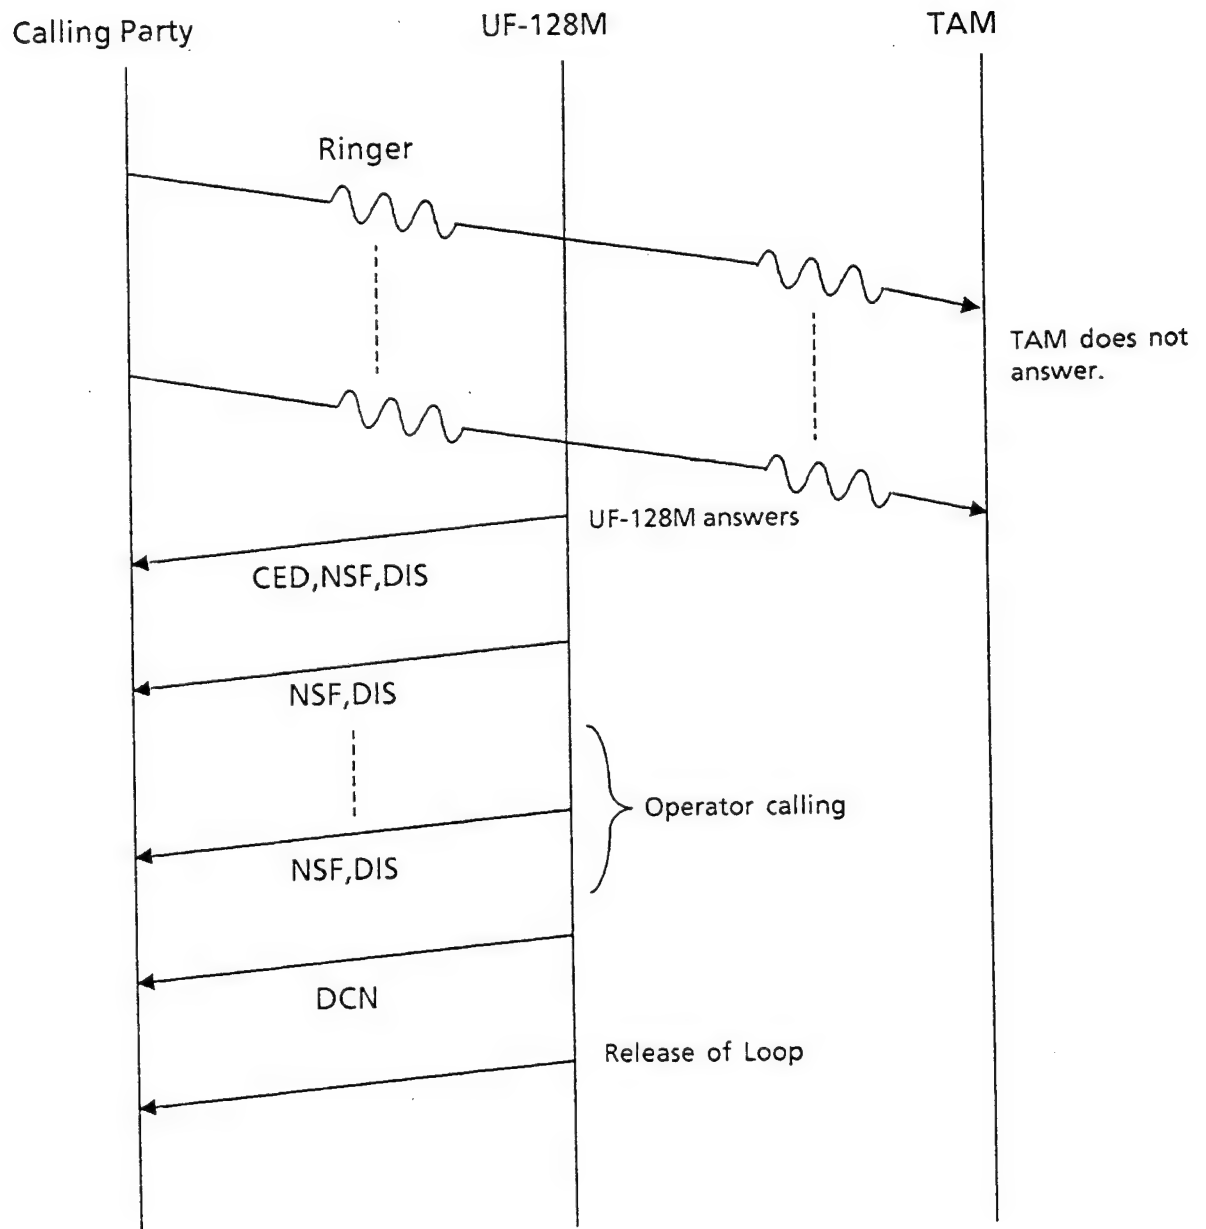 Calling Party
UF-128M
TAM
Ringer
TAM does not
answer.
UF-128M answers
CED,NSF,DIS
NSF,DIS
Operator calling
NSF,DIS
DCN
Release of Loop